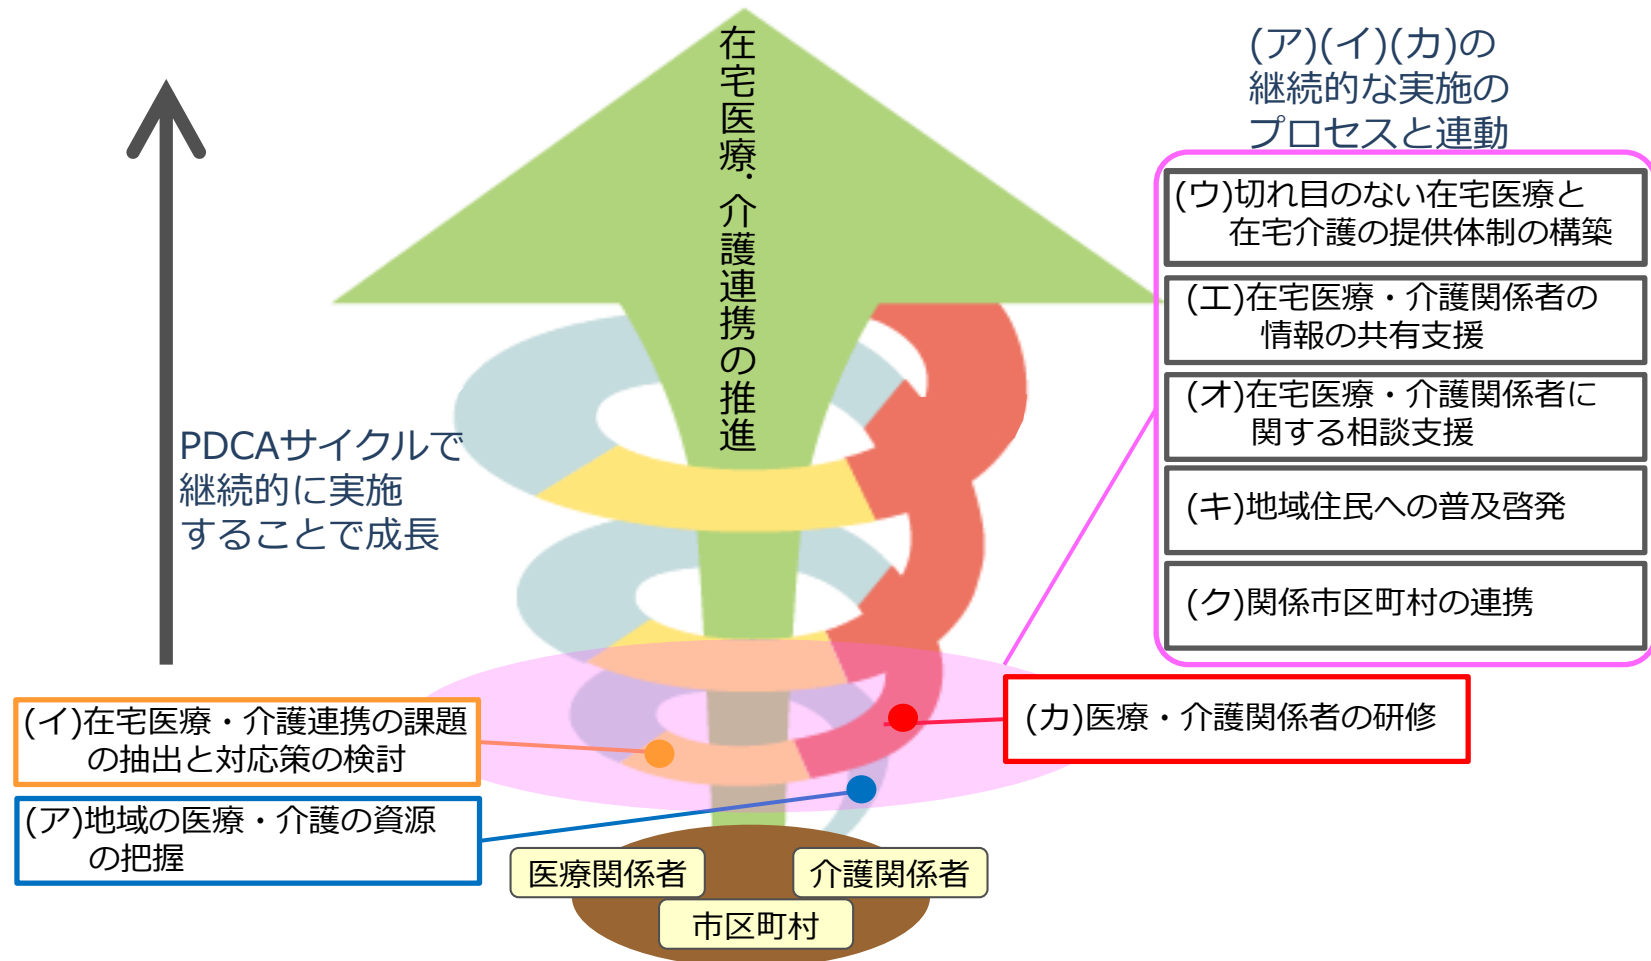 在宅医療・介護連携の推進
(ア)(イ)(カ)の
継続的な実施の
プロセスと連動
(ウ)切れ目のない在宅医療と
在宅介護の提供体制の構築
(エ)在宅医療・介護関係者の
情報の共有支援
(オ)在宅医療・介護関係者に
関する相談支援
(キ)地域住民への普及啓発
(ク)関係市区町村の連携
PDCAサイクルで
継続的に実施
することで成長
(カ)医療・介護関係者の研修
(イ)在宅医療・介護連携の課題
の抽出と対応策の検討
(ア)地域の医療・介護の資源
の把握
医療関係者
介護関係者
市区町村